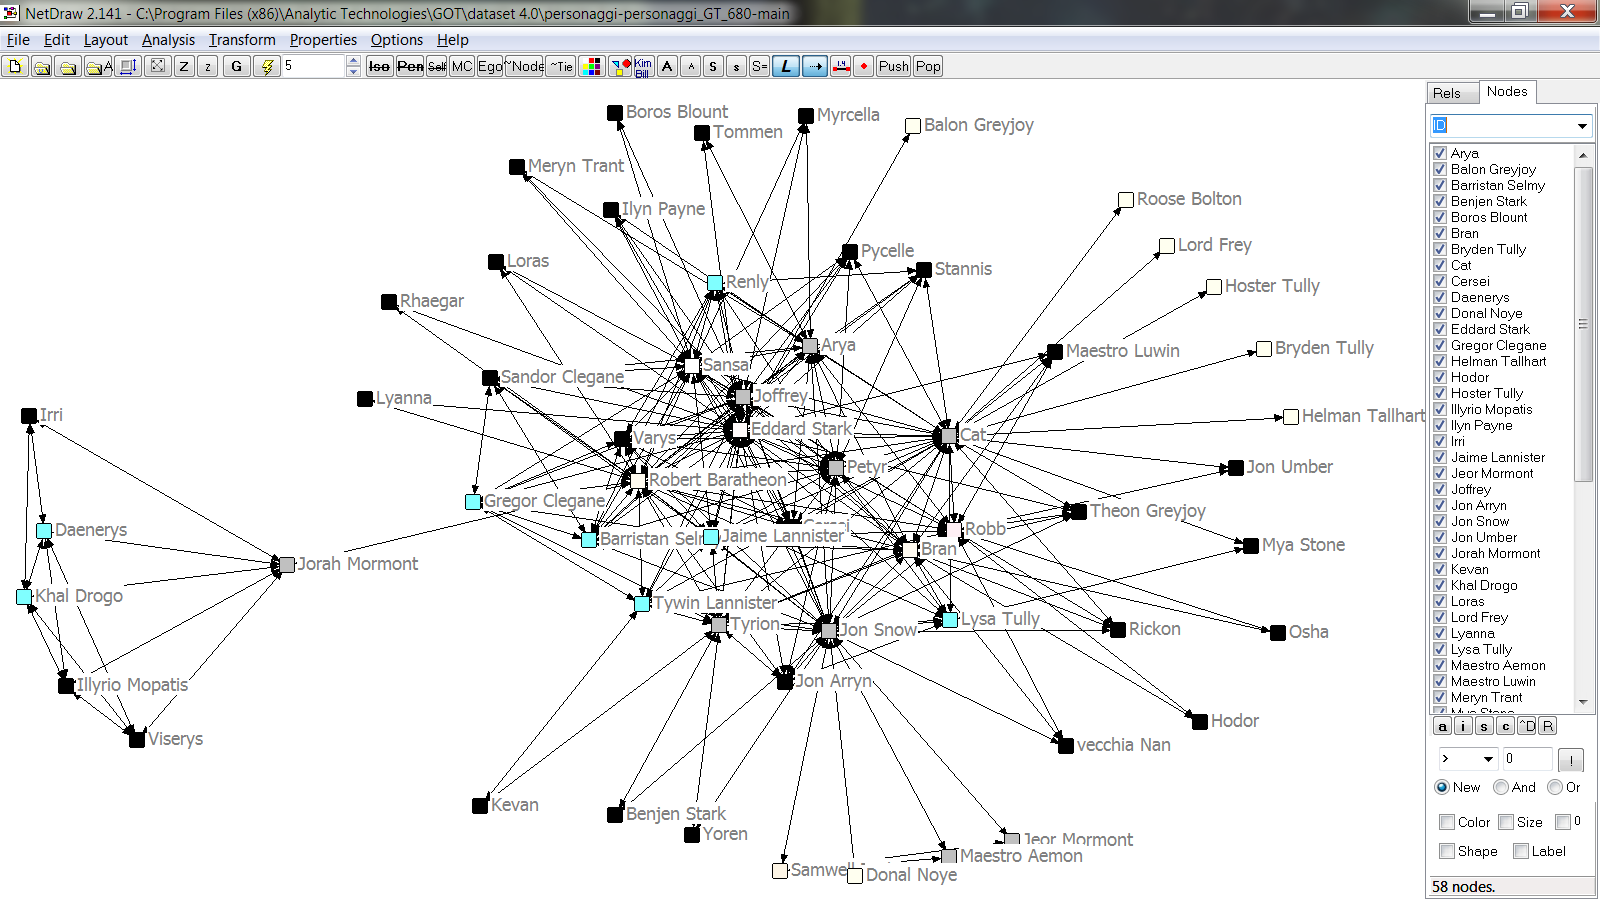 NetDraw 2.141 - C:\Program Files (x86)\Analytic Technologies\GOT\dataset 4.0\personaggi-personaggi_GT_680-main
File Edit Layout Analysis Transform Properties Options Help
A Z z G 5 Iso Pen Self MC Ego ~Node ~Tie Kim Bill A A S s S= L Push Pop
Rels Nodes
ID
Boros Blount
Tommen
Myrcella
Balon Greyjoy
Meryn Trant
Ilyn Payne
Roose Bolton
Lord Frey
Pycelle
Loras
Stannis
Renly
Hoster Tully
Rhaegar
Arya
Maestro Luwin
Bryden Tully
Sansa
Sandor Clegane
Joffrey
Lyanna
Irri
Helman Tallhart
Eddard Stark
Cat
Varys
Petyr
Jon Umber
Robert Baratheon
Gregor Clegane
Theon Greyjoy
Cersei
Robb
Daenerys
Barristan Selm
Jaime Lannister
Bran
Mya Stone
Jorah Mormont
Khal Drogo
Tywin Lannister
Lysa Tully
Tyrion
Jon Snow
Rickon
Osha
Jon Arryn
Illyrio Mopatis
Hodor
Viserys
vecchia Nan
Kevan
Benjen Stark
Yoren
Jeor Mormont
Maestro Aemon
Samwell
Donal Noye
Arya
Balon Greyjoy
Barristan Selmy
Benjen Stark
Boros Blount
Bran
Bryden Tully
Cat
Cersei
Daenerys
Donal Noye
Eddard Stark
Gregor Clegane
Helman Tallhart
Hodor
Hoster Tully
Illyrio Mopatis
Ilyn Payne
Irri
Jaime Lannister
Jeor Mormont
Joffrey
Jon Arryn
Jon Snow
Jon Umber
Jorah Mormont
Kevan
Khal Drogo
Loras
Lord Frey
Lyanna
Lysa Tully
Maestro Aemon
Maestro Luwin
Meryn Trant
Mya Stone
a i s c ^D R
> 0 !
New And Or
Color Size 0
Shape Label
58 nodes.